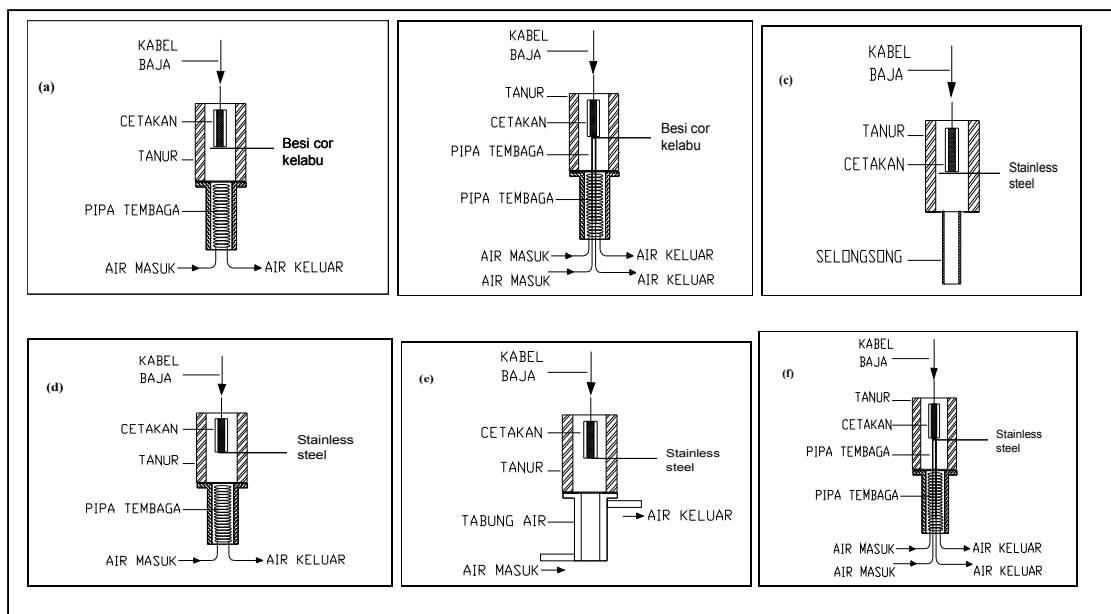 (a)
KABEL
BAJA
CETAKAN
Besi cor
kelabu
TANUR
PIPA TEMBAGA
AIR MASUK
AIR KELUAR
KABEL
BAJA
TANUR
CETAKAN
Besi cor
kelabu
PIPA TEMBAGA
PIPA TEMBAGA
AIR MASUK
AIR KELUAR
AIR MASUK
AIR KELUAR
(c)
KABEL
BAJA
TANUR
CETAKAN
Stainless
steel
SELONGSONG
(d)
KABEL
BAJA
CETAKAN
Stainless
steel
TANUR
PIPA TEMBAGA
AIR MASUK
AIR KELUAR
(e)
KABEL
BAJA
CETAKAN
Stainless
steel
TANUR
TABUNG AIR
AIR KELUAR
AIR MASUK
(f)
KABEL
BAJA
TANUR
CETAKAN
Stainless
steel
PIPA TEMBAGA
PIPA TEMBAGA
AIR MASUK
AIR KELUAR
AIR MASUK
AIR KELUAR